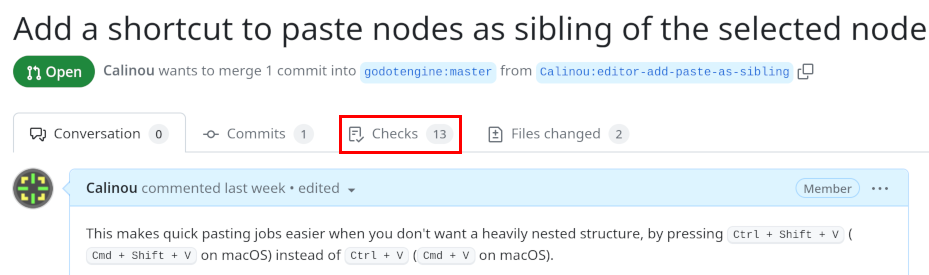 Add a shortcut to paste nodes as sibling of the selected node
Open Calinou wants to merge 1 commit into godotengine:master from Calinou:editor-add-paste-as-sibling
Conversation 0 Commits 1 Checks 13 Files changed 2
Calinou commented last week • edited Member
This makes quick pasting jobs easier when you don't want a heavily nested structure, by pressing Ctrl + Shift + V (
Cmd + Shift + V on macOS) instead of Ctrl + V (Cmd + V on macOS).